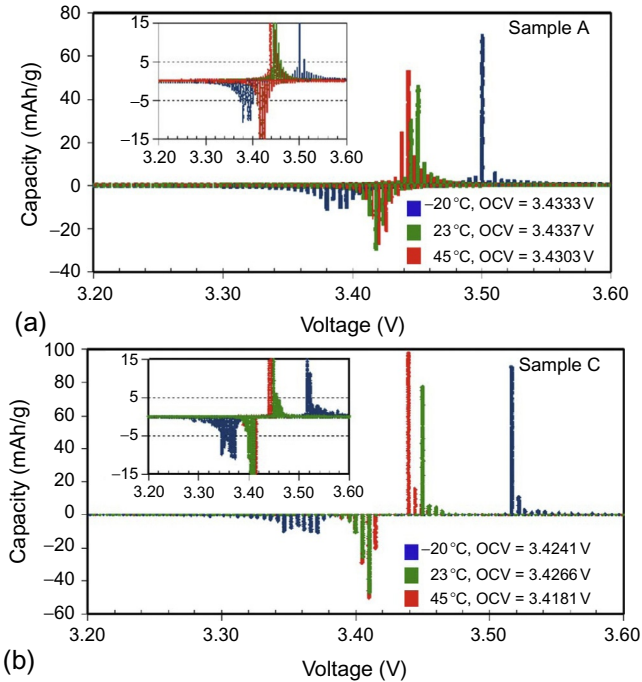 80
60
40
20
0
−20
−40
Capacity (mAh/g)
15
5
−5
−15
3.20 3.30 3.40 3.50 3.60
Sample A
−20 °C, OCV = 3.4333 V
23 °C, OCV = 3.4337 V
45 °C, OCV = 3.4303 V
3.20 3.30 3.40 3.50 3.60
(a)
Voltage (V)
100
80
60
40
20
0
−20
−40
−60
Capacity (mAh/g)
15
5
−5
−15
3.20 3.30 3.40 3.50 3.60
Sample C
−20 °C, OCV = 3.4241 V
23 °C, OCV = 3.4266 V
45 °C, OCV = 3.4181 V
3.20 3.30 3.40 3.50 3.60
(b)
Voltage (V)